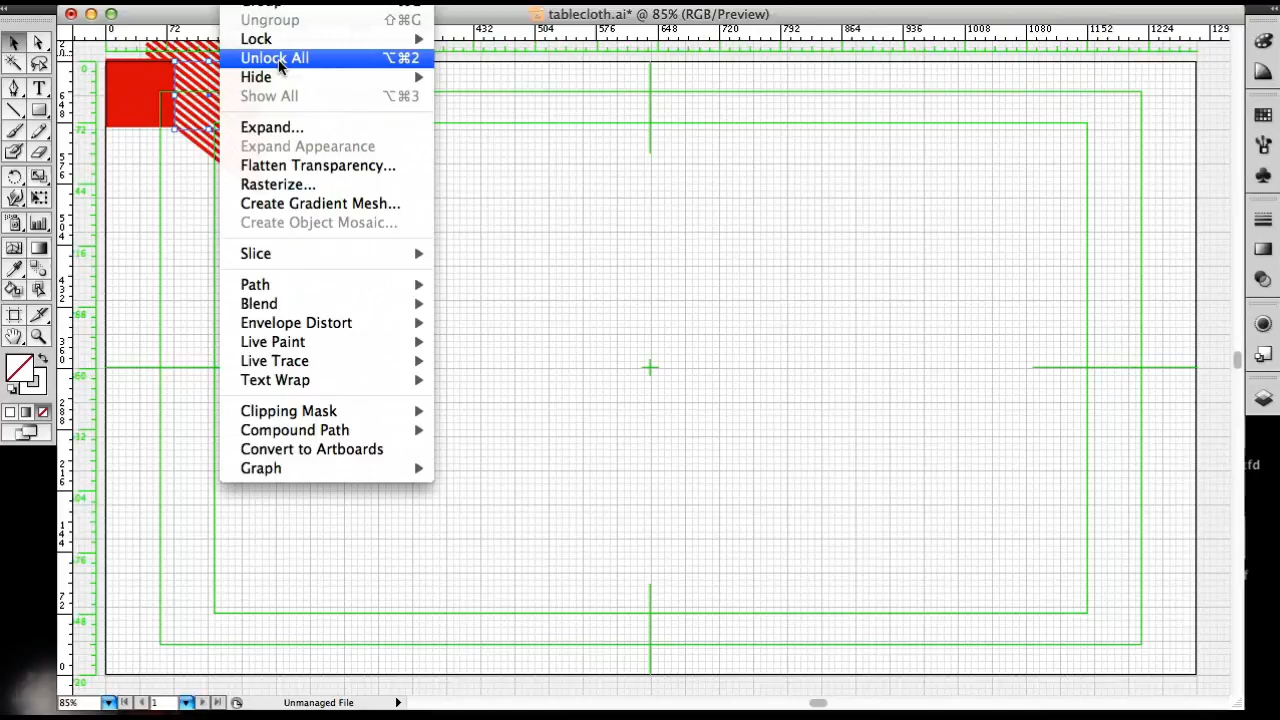 tablecloth.ai* @ 85% (RGB/Preview)
0 72 432 504 576 648 720 792 864 936 1008 1080 1152 1224 129
Ungroup ⇧⌘G
Lock
Unlock All ⌥⌘2
Hide
Show All ⌥⌘3
Expand...
Expand Appearance
Flatten Transparency...
Rasterize...
Create Gradient Mesh...
Create Object Mosaic...
Slice
Path
Blend
Envelope Distort
Live Paint
Live Trace
Text Wrap
Clipping Mask
Compound Path
Convert to Artboards
Graph
85% 1 Unmanaged File